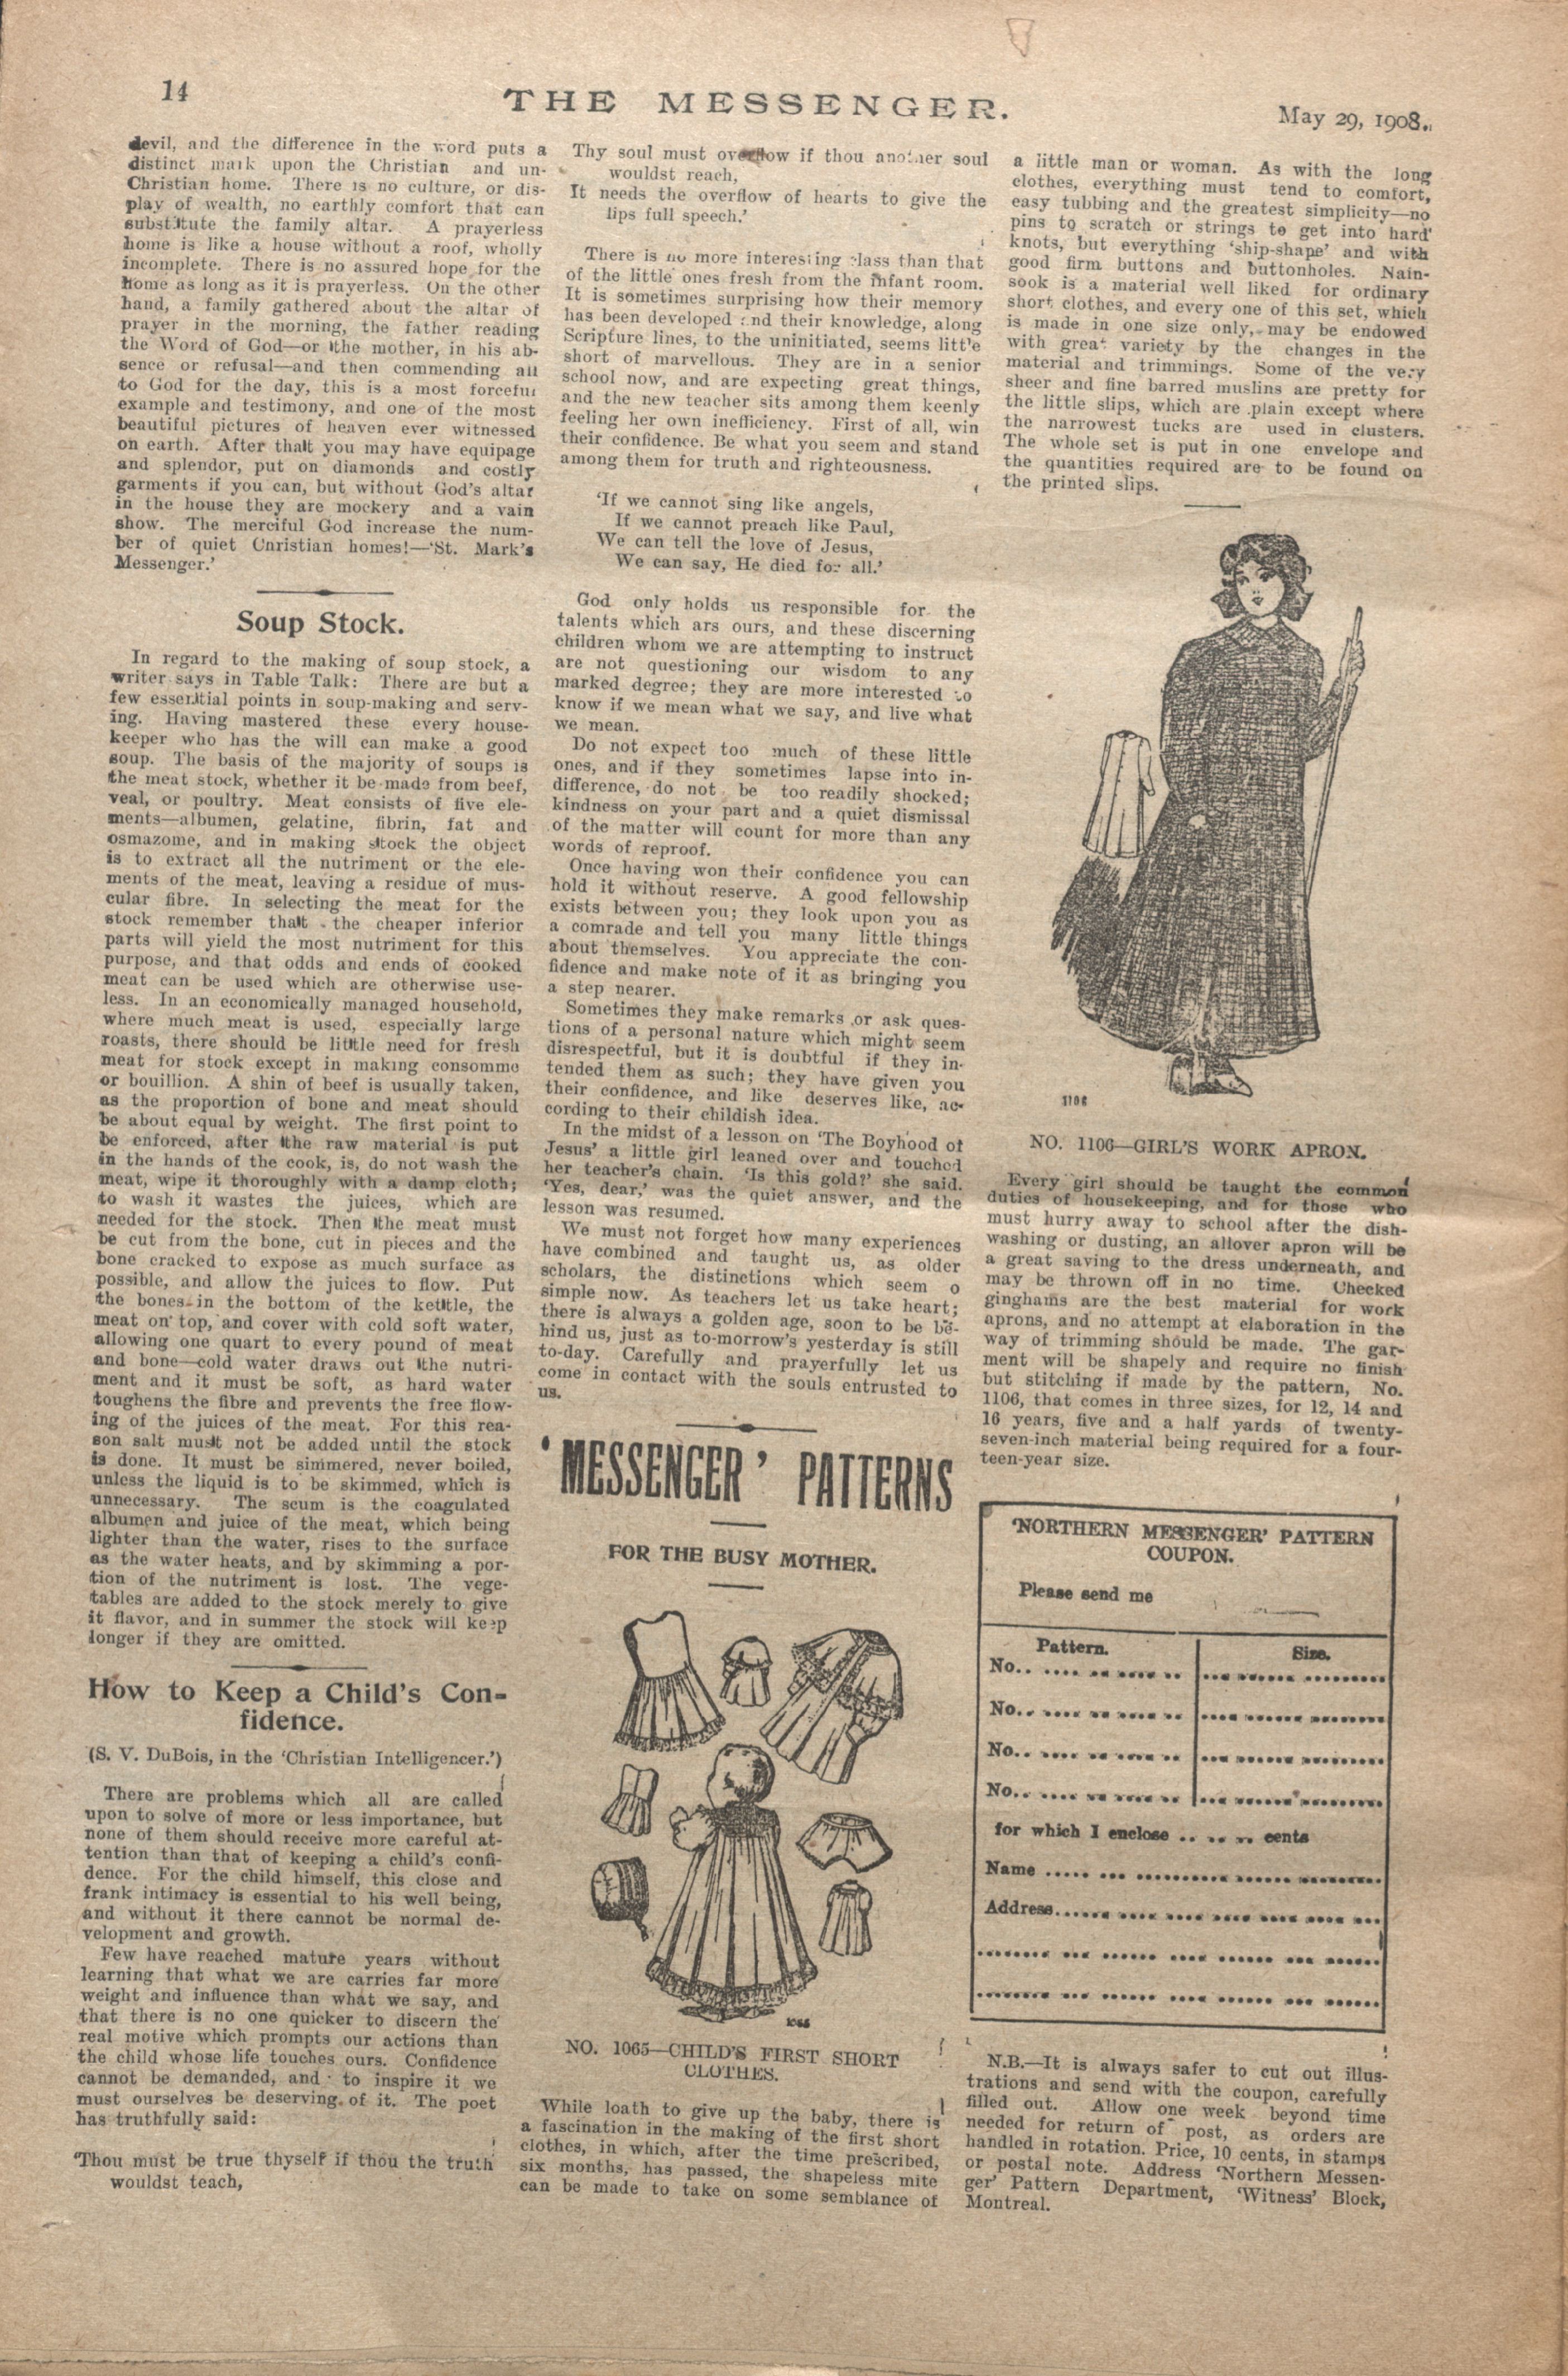 14
THE MESSENGER.
May 29, 1908.
devil, and the difference in the word puts a
distinct mark upon the Christian and un-
Christian home. There is no culture, or dis-
play of wealth, no earthly comfort that can
substitute the family altar. A prayerless
home is like a house without a roof, wholly
incomplete. There is no assured hope for the
home as long as it is prayerless. On the other
hand, a family gathered about the altar of
prayer in the morning, the father reading
the Word of God—or the mother, in his ab-
sence or refusal—and then commending all
to God for the day, this is a most forceful
example and testimony, and one of the most
beautiful pictures of heaven ever witnessed
on earth. After that you may have equipage
and splendor, put on diamonds and costly
garments if you can, but without God's altar
in the house they are mockery and a vain
show. The merciful God increase the num-
ber of quiet Christian homes!—'St. Mark's
Messenger.'
Soup Stock.
In regard to the making of soup stock, a
writer says in Table Talk: There are but a
few essential points in soup-making and serv-
ing. Having mastered these every house-
keeper who has the will can make a good
soup. The basis of the majority of soups is
the meat stock, whether it be made from beef,
veal, or poultry. Meat consists of five ele-
ments—albumen, gelatine, fibrin, fat and
osmazome, and in making stock the object
is to extract all the nutriment or the ele-
ments of the meat, leaving a residue of mus-
cular fibre. In selecting the meat for the
stock remember that the cheaper inferior
parts will yield the most nutriment for this
purpose, and that odds and ends of cooked
meat can be used which are otherwise use-
less. In an economically managed household,
where much meat is used, especially large
roasts, there should be little need for fresh
meat for stock except in making consomme
or bouillion. A shin of beef is usually taken,
as the proportion of bone and meat should
be about equal by weight. The first point to
be enforced, after the raw material is put
in the hands of the cook, is, do not wash the
meat, wipe it thoroughly with a damp cloth;
to wash it wastes the juices, which are
needed for the stock. Then the meat must
be cut from the bone, cut in pieces and the
bone cracked to expose as much surface as
possible, and allow the juices to flow. Put
the bones in the bottom of the kettle, the
meat on top, and cover with cold soft water,
allowing one quart to every pound of meat
and bone—cold water draws out the nutri-
ment and it must be soft, as hard water
toughens the fibre and prevents the free flow-
ing of the juices of the meat. For this rea-
son salt must not be added until the stock
is done. It must be simmered, never boiled,
unless the liquid is to be skimmed, which is
unnecessary. The scum is the coagulated
albumen and juice of the meat, which being
lighter than the water, rises to the surface
as the water heats, and by skimming a por-
tion of the nutriment is lost. The vege-
tables are added to the stock merely to give
it flavor, and in summer the stock will keep
longer if they are omitted.
How to Keep a Child's Con-
fidence.
(S. V. DuBois, in the 'Christian Intelligencer.')
There are problems which all are called
upon to solve of more or less importance, but
none of them should receive more careful at-
tention than that of keeping a child's confi-
dence. For the child himself, this close and
frank intimacy is essential to his well being,
and without it there cannot be normal de-
velopment and growth.
Few have reached mature years without
learning that what we are carries far more
weight and influence than what we say, and
that there is no one quicker to discern the
real motive which prompts our actions than
the child whose life touches ours. Confidence
cannot be demanded, and to inspire it we
must ourselves be deserving of it. The poet
has truthfully said:
'Thou must be true thyself if thou the truth
wouldst teach,
Thy soul must overflow if thou another soul
wouldst reach,
It needs the overflow of hearts to give the
lips full speech.'
There is no more interesting class than that
of the little ones fresh from the infant room.
It is sometimes surprising how their memory
has been developed and their knowledge, along
Scripture lines, to the uninitiated, seems little
short of marvellous. They are in a senior
school now, and are expecting great things,
and the new teacher sits among them keenly
feeling her own inefficiency. First of all, win
their confidence. Be what you seem and stand
among them for truth and righteousness.
'If we cannot sing like angels,
If we cannot preach like Paul,
We can tell the love of Jesus,
We can say, He died for all.'
God only holds us responsible for the
talents which ars ours, and these discerning
children whom we are attempting to instruct
are not questioning our wisdom to any
marked degree; they are more interested to
know if we mean what we say, and live what
we mean.
Do not expect too much of these little
ones, and if they sometimes lapse into in-
difference, do not be too readily shocked;
kindness on your part and a quiet dismissal
of the matter will count for more than any
words of reproof.
Once having won their confidence you can
hold it without reserve. A good fellowship
exists between you; they look upon you as
a comrade and tell you many little things
about themselves. You appreciate the con-
fidence and make note of it as bringing you
a step nearer.
Sometimes they make remarks or ask ques-
tions of a personal nature which might seem
disrespectful, but it is doubtful if they in-
tended them as such; they have given you
their confidence, and like deserves like, ac-
cording to their childish idea.
In the midst of a lesson on 'The Boyhood of
Jesus' a little girl leaned over and touched
her teacher's chain. 'Is this gold?' she said.
'Yes, dear,' was the quiet answer, and the
lesson was resumed.
We must not forget how many experiences
have combined and taught us, as older
scholars, the distinctions which seem o
simple now. As teachers let us take heart;
there is always a golden age, soon to be be-
hind us, just as to-morrow's yesterday is still
to-day. Carefully and prayerfully let us
come in contact with the souls entrusted to
us.
'MESSENGER' PATTERNS
FOR THE BUSY MOTHER.
1065
NO. 1065—CHILD'S FIRST SHORT
CLOTHES.
While loath to give up the baby, there is
a fascination in the making of the first short
clothes, in which, after the time prescribed,
six months, has passed, the shapeless mite
can be made to take on some semblance of
a little man or woman. As with the long
clothes, everything must tend to comfort,
easy tubbing and the greatest simplicity—no
pins to scratch or strings to get into hard
knots, but everything 'ship-shape' and with
good firm buttons and buttonholes. Nain-
sook is a material well liked for ordinary
short clothes, and every one of this set, which
is made in one size only, may be endowed
with great variety by the changes in the
material and trimmings. Some of the very
sheer and fine barred muslins are pretty for
the little slips, which are plain except where
the narrowest tucks are used in clusters.
The whole set is put in one envelope and
the quantities required are to be found on
the printed slips.
1106
NO. 1106—GIRL'S WORK APRON.
Every girl should be taught the common
duties of housekeeping, and for those who
must hurry away to school after the dish-
washing or dusting, an allover apron will be
a great saving to the dress underneath, and
may be thrown off in no time. Checked
ginghams are the best material for work
aprons, and no attempt at elaboration in the
way of trimming should be made. The gar-
ment will be shapely and require no finish
but stitching if made by the pattern, No.
1106, that comes in three sizes, for 12, 14 and
16 years, five and a half yards of twenty-
seven-inch material being required for a four-
teen-year size.
'NORTHERN MESSENGER' PATTERN
COUPON.
Please send me
Pattern. Size.
No.. .... .. .... .. ... ...... .........
No.. .... .. .... .. ... ...... .........
No.. .... .. .... .. ... ...... .........
No.. .... .. .... .. ... ...... .........
for which I enclose .. .. .. cents
Name ..... ... .......... ...... .........
Address...... .... .... .... .... .... ...
........ ... ...... .... ...... ... ......
........ ... ...... .... ...... ... ......
N.B.—It is always safer to cut out illus-
trations and send with the coupon, carefully
filled out. Allow one week beyond time
needed for return of post, as orders are
handled in rotation. Price, 10 cents, in stamps
or postal note. Address 'Northern Messen-
ger' Pattern Department, 'Witness' Block,
Montreal.